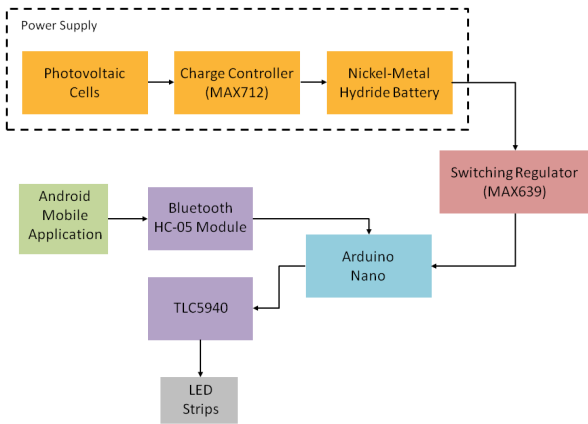 Power Supply
Photovoltaic
Cells
Charge Controller
(MAX712)
Nickel-Metal
Hydride Battery
Switching Regulator
(MAX639)
Android
Mobile
Application
Bluetooth
HC-05 Module
Arduino
Nano
TLC5940
LED
Strips